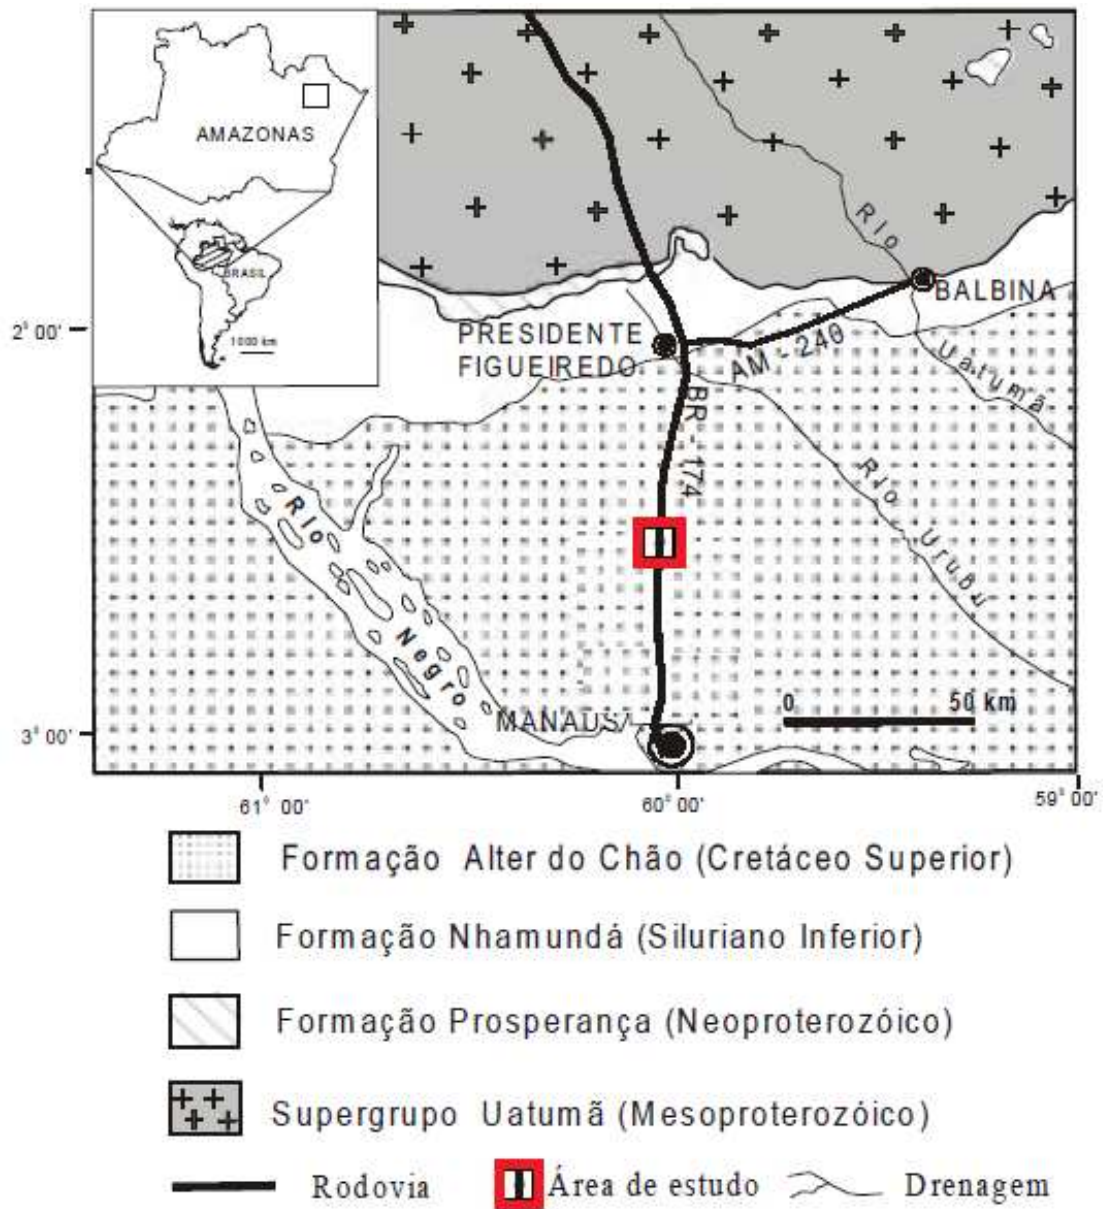 AMAZONAS
BRASIL
1000 km
Rio
BALBINA
2° 00'
PRESIDENTE
FIGUEIREDO
AM - 240
Uatumã
BR - 174
Rio Urubu
Rio Negro
0 50 km
MANAUS
3° 00'
61° 00'
60° 00'
59° 00'
Formação Alter do Chão (Cretáceo Superior)
Formação Nhamundá (Siluriano Inferior)
Formação Prosperança (Neoproterozóico)
Supergrupo Uatumã (Mesoproterozóico)
Rodovia
Área de estudo
Drenagem